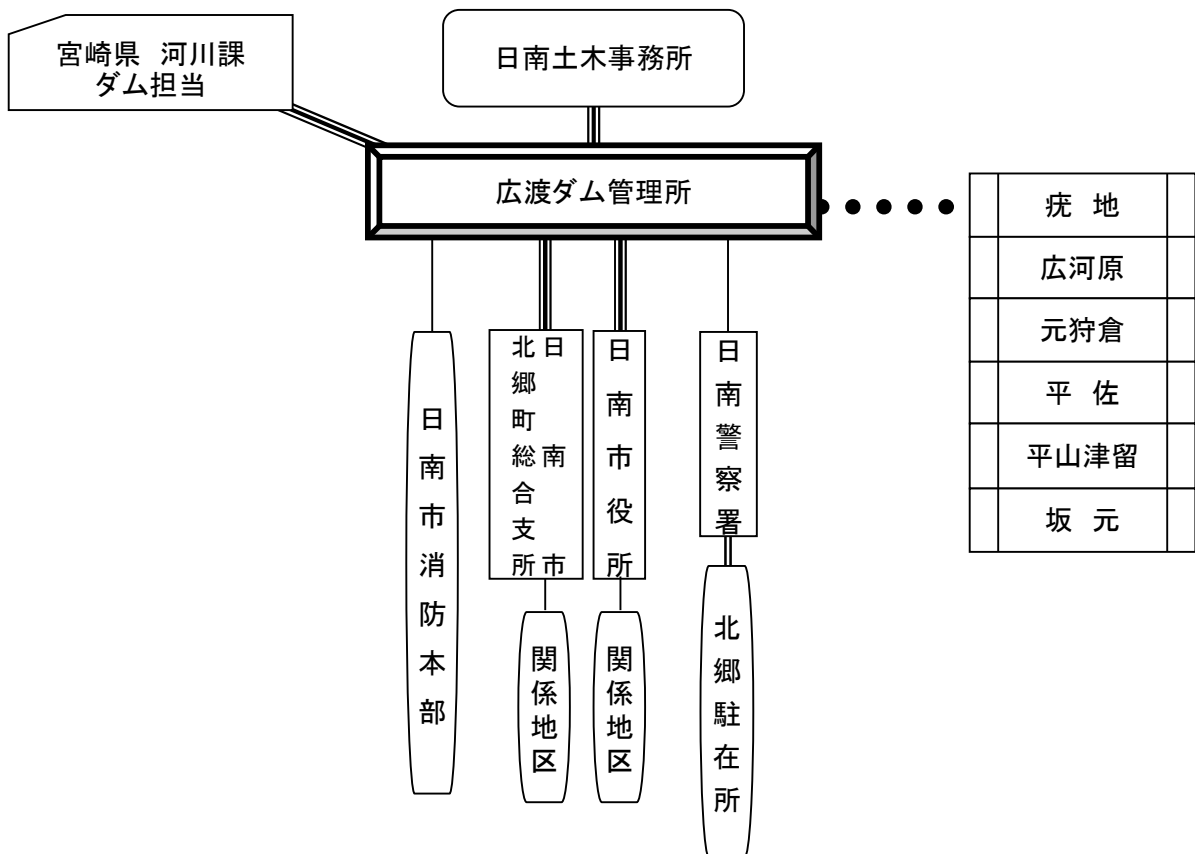 宮崎県 河川課
ダム担当
日南土木事務所
広渡ダム管理所
疣 地
広河原
元狩倉
平 佐
平山津留
坂 元
日南市消防本部
日南市
北郷町総合支所
日南市役所
日南警察署
関係地区
関係地区
北郷駐在所